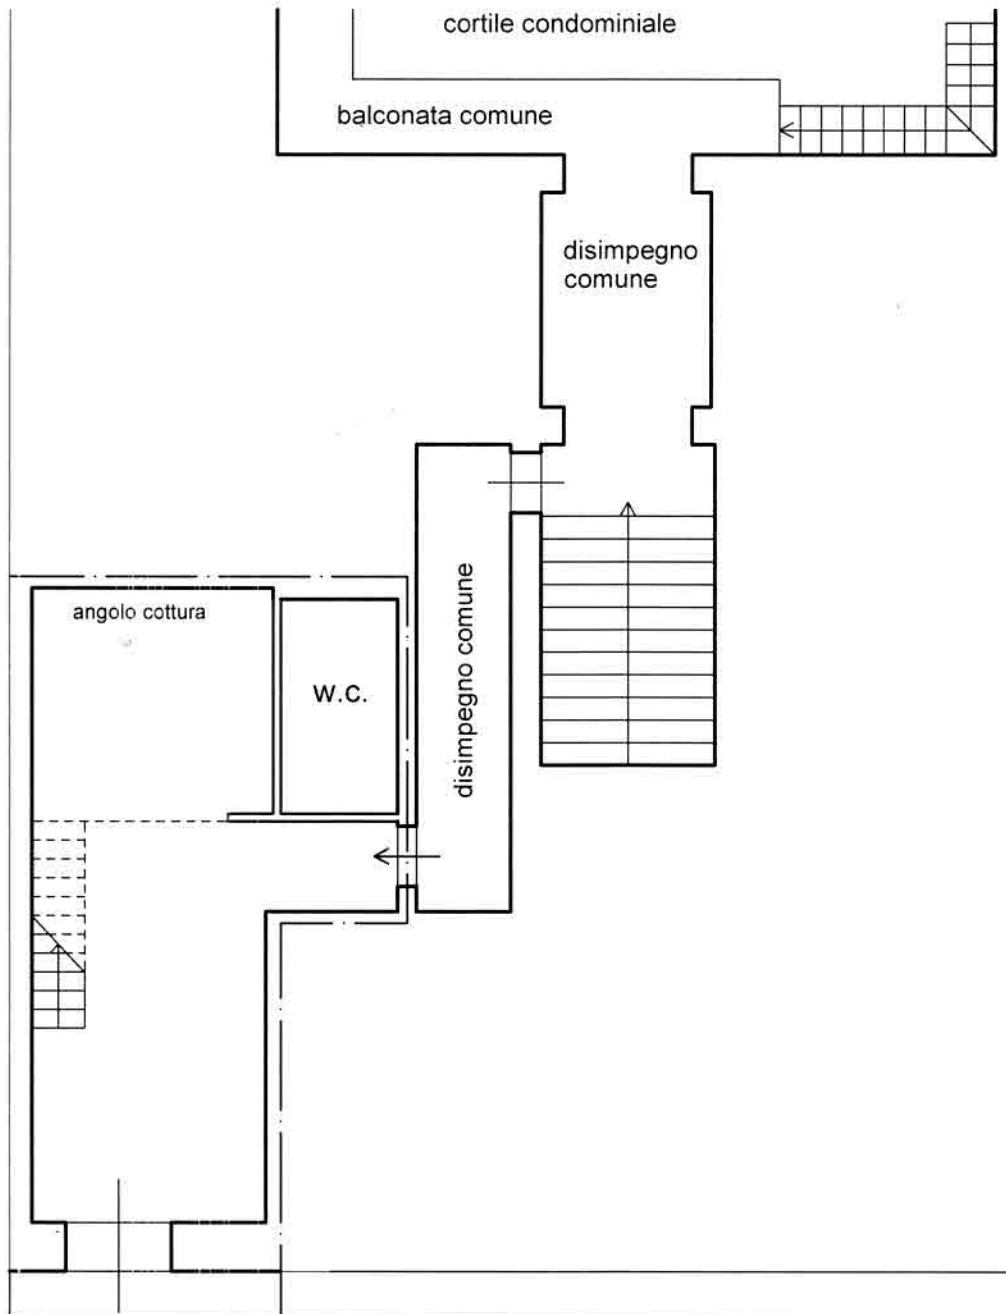 cortile condominiale
balconata comune
disimpegno
comune
disimpegno comune
angolo cottura
W.C.